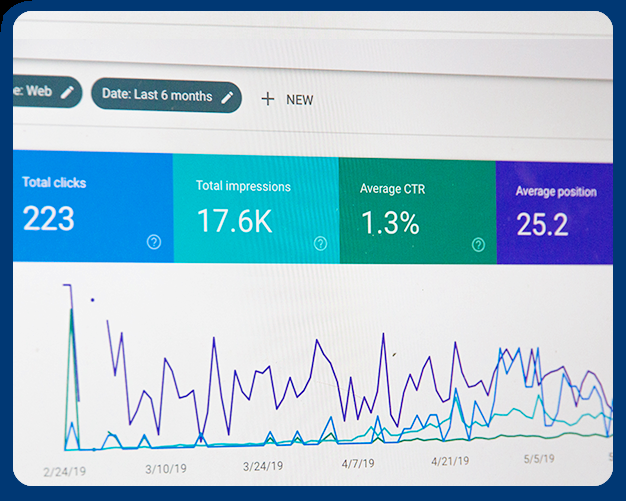 e: Web
Date: Last 6 months
+ NEW
Total clicks
223
Total impressions
17.6K
Average CTR
1.3%
Average position
25.2
2/24/19
3/10/19
3/24/19
4/7/19
4/21/19
5/5/19
5